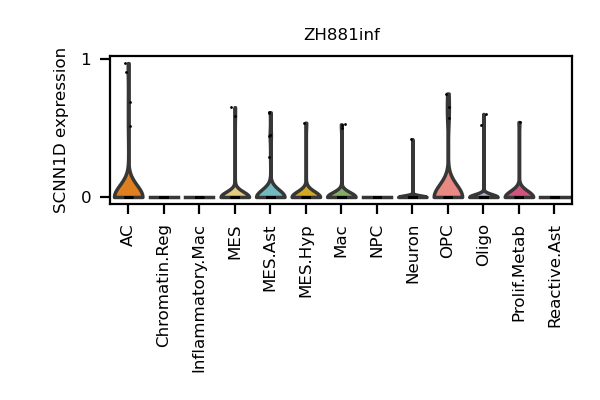 ZH881inf
SCNN1D expression
1
0
AC
Chromatin.Reg
Inflammatory.Mac
MES
MES.Ast
MES.Hyp
Mac
NPC
Neuron
OPC
Oligo
Prolif.Metab
Reactive.Ast